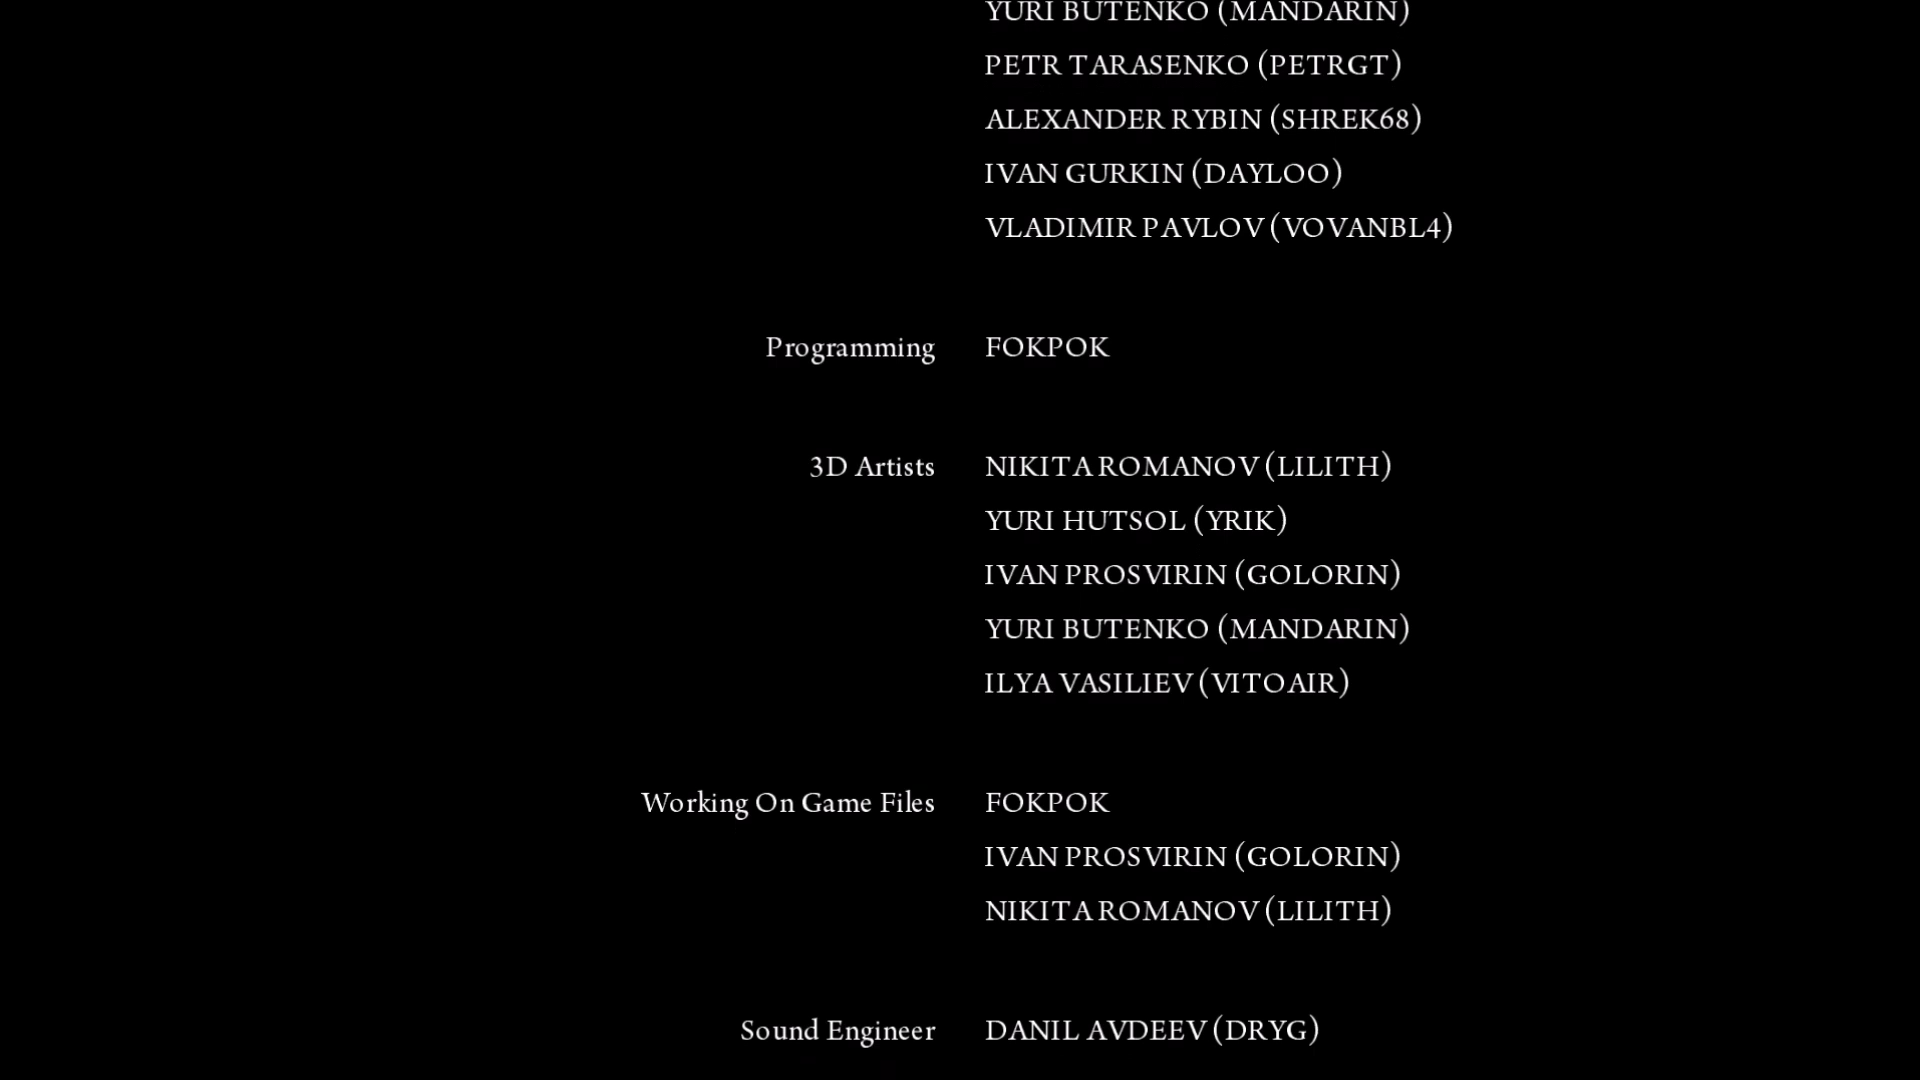 YURI BUTENKO (MANDARIN)
PETR TARASENKO (PETRGT)
ALEXANDER RYBIN (SHREK68)
IVAN GURKIN (DAYLOO)
VLADIMIR PAVLOV (VOVANBL4)
Programming FOKPOK
3D Artists NIKITA ROMANOV (LILITH)
YURI HUTSOL (YRIK)
IVAN PROSVIRIN (GOLORIN)
YURI BUTENKO (MANDARIN)
ILYA VASILIEV (VITOAIR)
Working On Game Files FOKPOK
IVAN PROSVIRIN (GOLORIN)
NIKITA ROMANOV (LILITH)
Sound Engineer DANIL AVDEEV (DRYG)